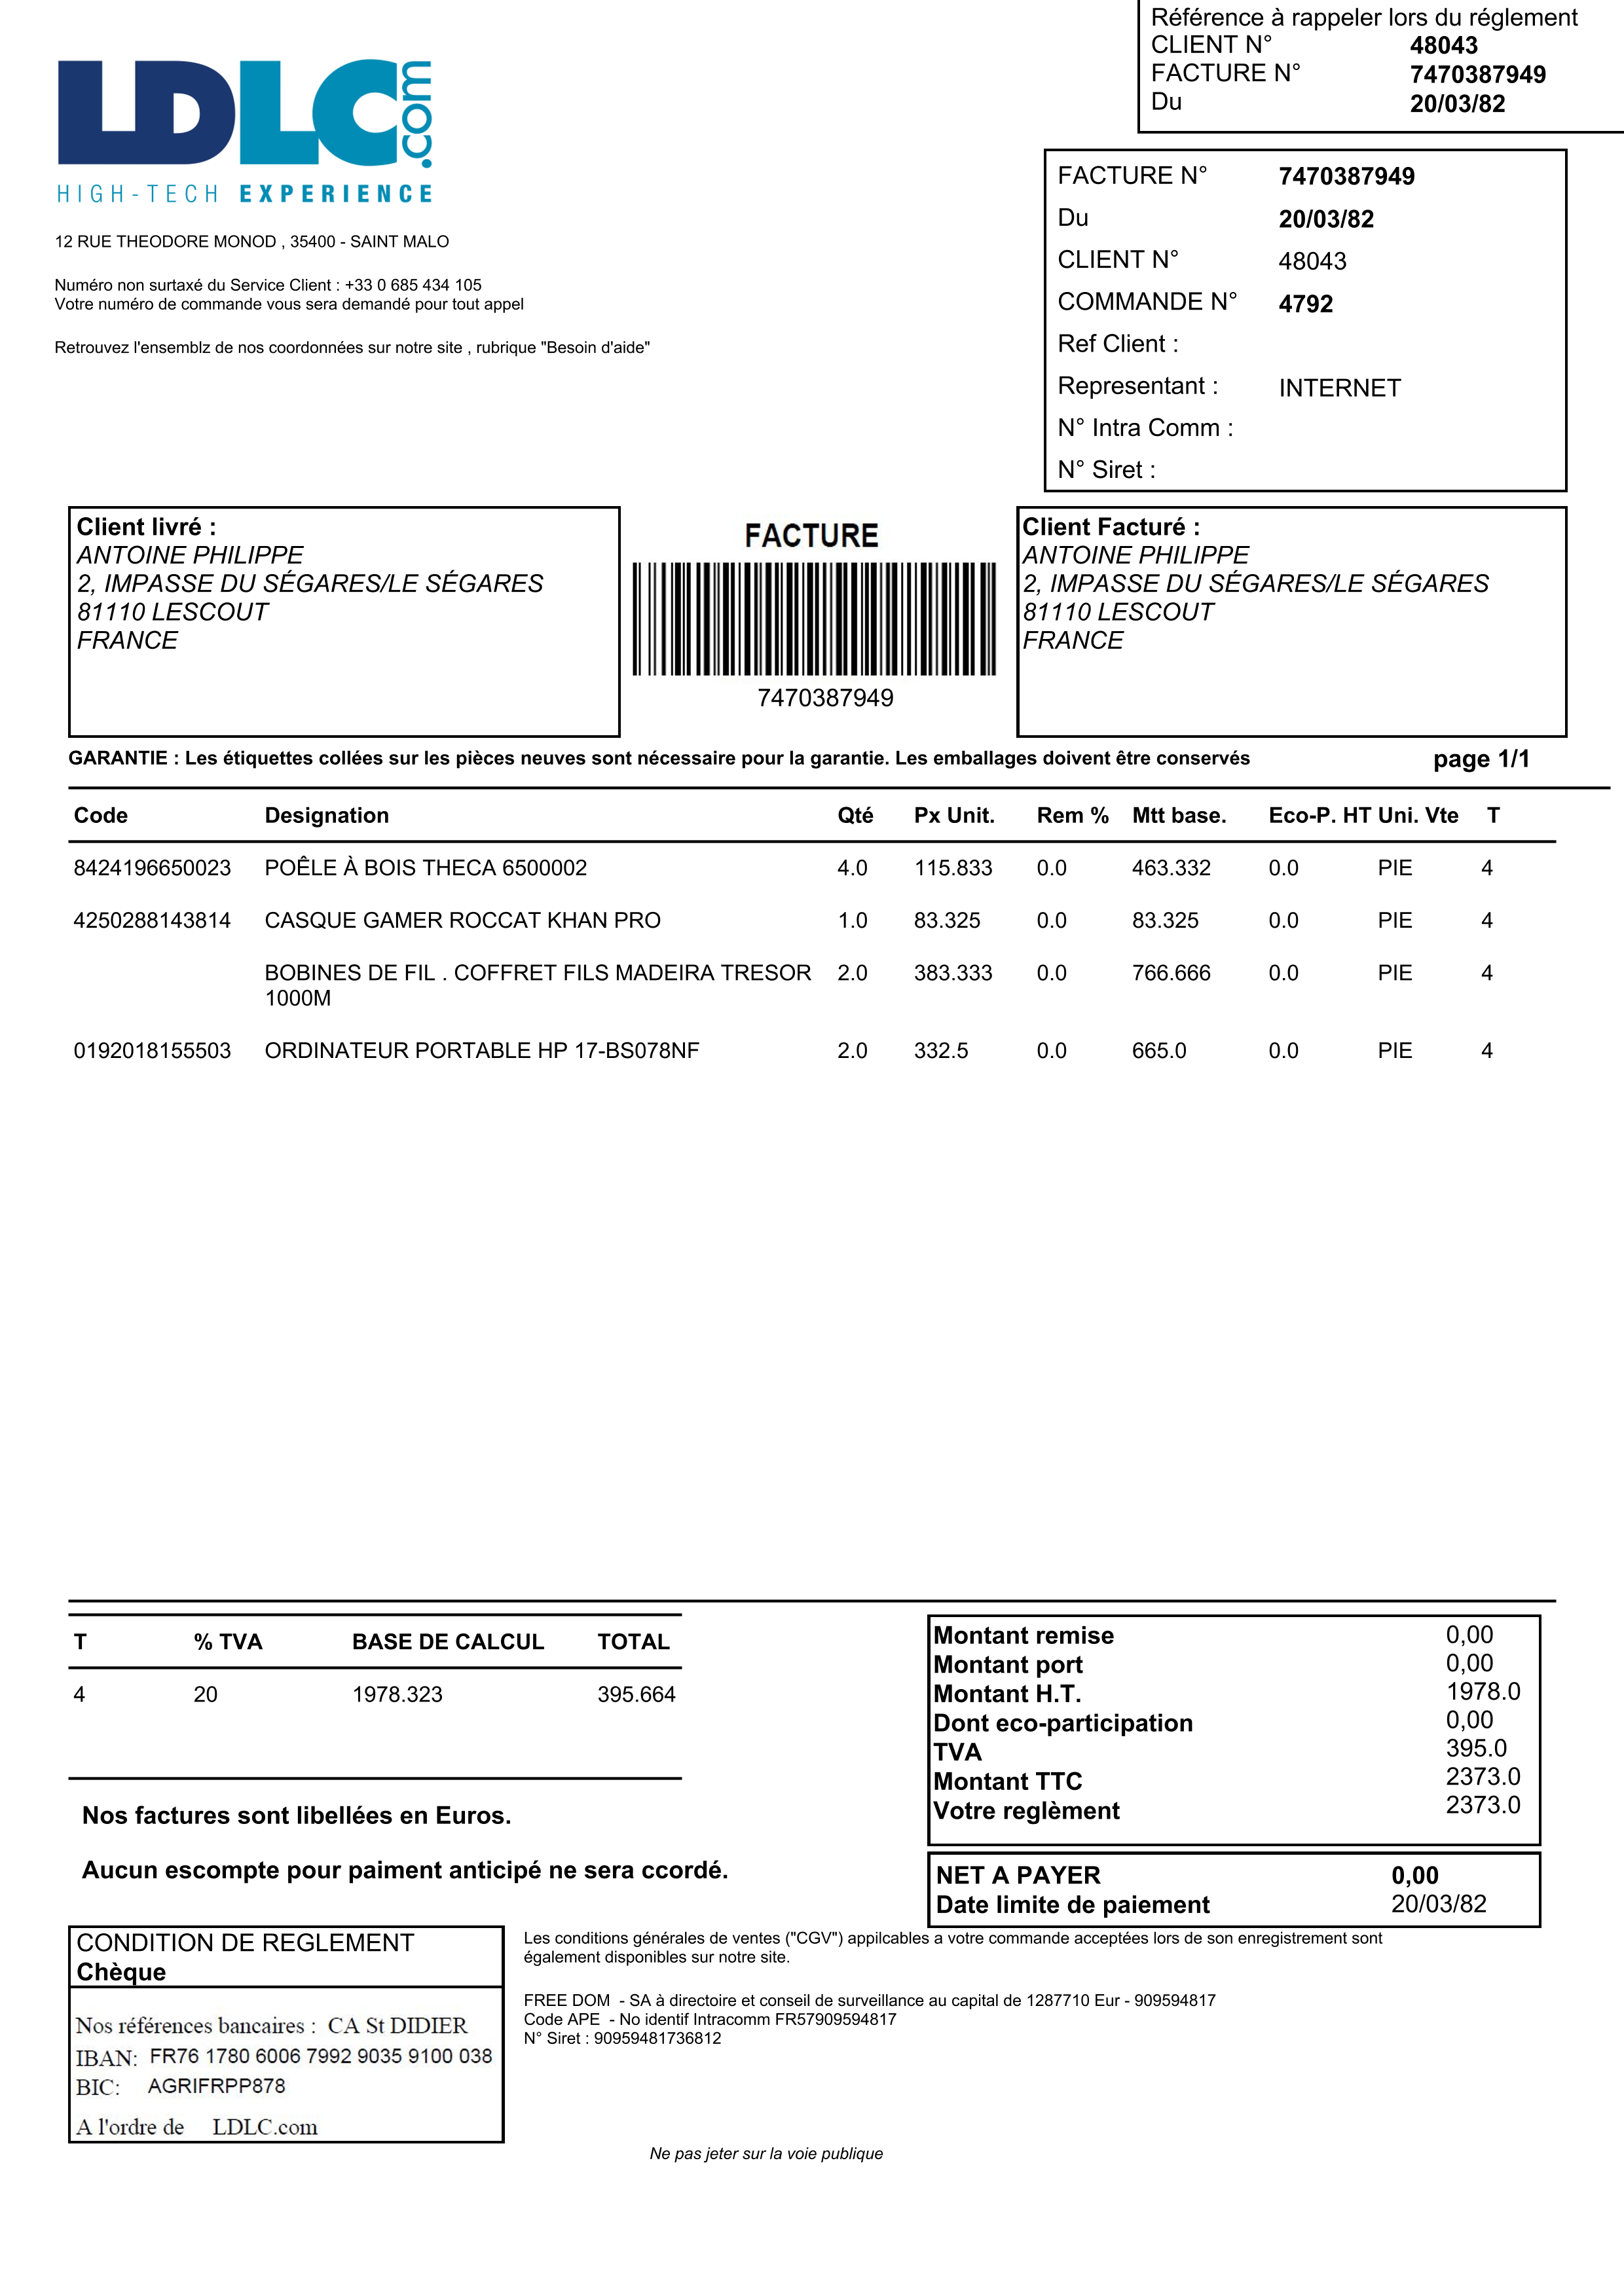 Référence à rappeler lors du réglement
CLIENT N° 48043
FACTURE N° 7470387949
Du 20/03/82
LDLC.com
HIGH-TECH EXPERIENCE
12 RUE THEODORE MONOD , 35400 - SAINT MALO
Numéro non surtaxé du Service Client : +33 0 685 434 105
Votre numéro de commande vous sera demandé pour tout appel
Retrouvez l'ensemblz de nos coordonnées sur notre site , rubrique "Besoin d'aide"
FACTURE N° 7470387949
Du 20/03/82
CLIENT N° 48043
COMMANDE N° 4792
Ref Client :
Representant : INTERNET
N° Intra Comm :
N° Siret :
Client livré :
ANTOINE PHILIPPE
2, IMPASSE DU SÉGARES/LE SÉGARES
81110 LESCOUT
FRANCE
FACTURE
7470387949
Client Facturé :
ANTOINE PHILIPPE
2, IMPASSE DU SÉGARES/LE SÉGARES
81110 LESCOUT
FRANCE
GARANTIE : Les étiquettes collées sur les pièces neuves sont nécessaire pour la garantie. Les emballages doivent être conservés page 1/1
Code Designation Qté Px Unit. Rem % Mtt base. Eco-P. HT Uni. Vte T
8424196650023 POÊLE À BOIS THECA 6500002 4.0 115.833 0.0 463.332 0.0 PIE 4
4250288143814 CASQUE GAMER ROCCAT KHAN PRO 1.0 83.325 0.0 83.325 0.0 PIE 4
BOBINES DE FIL . COFFRET FILS MADEIRA TRESOR 2.0 383.333 0.0 766.666 0.0 PIE 4
1000M
0192018155503 ORDINATEUR PORTABLE HP 17-BS078NF 2.0 332.5 0.0 665.0 0.0 PIE 4
T % TVA BASE DE CALCUL TOTAL
4 20 1978.323 395.664
Nos factures sont libellées en Euros.
Aucun escompte pour paiment anticipé ne sera ccordé.
Montant remise 0,00
Montant port 0,00
Montant H.T. 1978.0
Dont eco-participation 0,00
TVA 395.0
Montant TTC 2373.0
Votre reglèment 2373.0
NET A PAYER 0,00
Date limite de paiement 20/03/82
CONDITION DE REGLEMENT
Chèque
Nos références bancaires : CA St DIDIER
IBAN: FR76 1780 6006 7992 9035 9100 038
BIC: AGRIFRPP878
A l'ordre de LDLC.com
Les conditions générales de ventes ("CGV") appilcables a votre commande acceptées lors de son enregistrement sont
également disponibles sur notre site.
FREE DOM - SA à directoire et conseil de surveillance au capital de 1287710 Eur - 909594817
Code APE - No identif Intracomm FR57909594817
N° Siret : 90959481736812
Ne pas jeter sur la voie publique